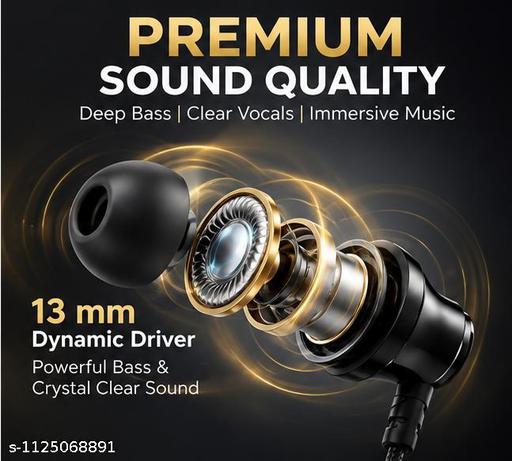 PREMIUM
SOUND QUALITY
Deep Bass | Clear Vocals | Immersive Music
13 mm
Dynamic Driver
Powerful Bass &
Crystal Clear Sound
s-1125068891